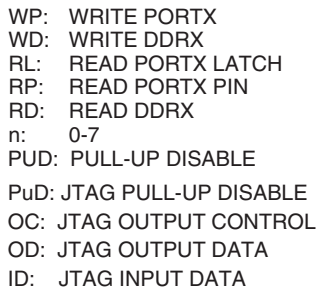 WP: WRITE PORTX
WD: WRITE DDRX
RL: READ PORTX LATCH
RP: READ PORTX PIN
RD: READ DDRX
n: 0-7
PUD: PULL-UP DISABLE
PuD: JTAG PULL-UP DISABLE
OC: JTAG OUTPUT CONTROL
OD: JTAG OUTPUT DATA
ID: JTAG INPUT DATA